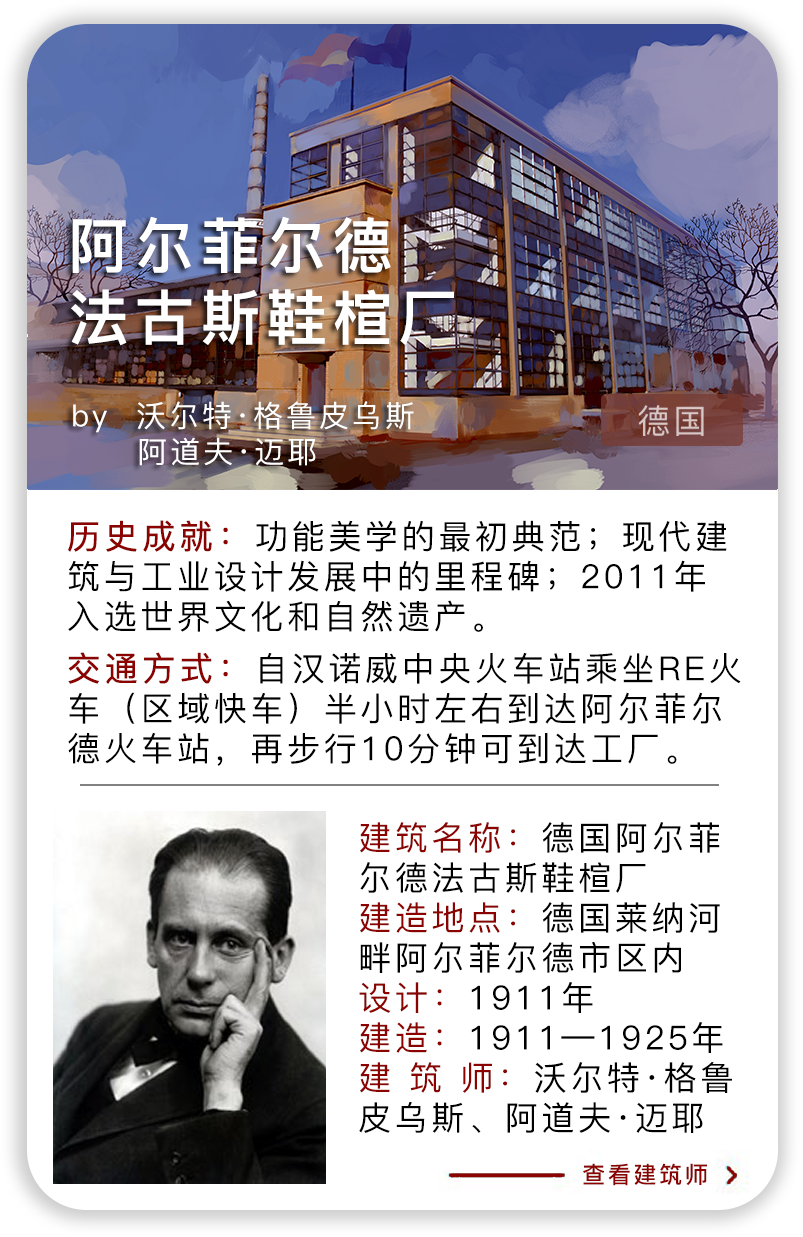 阿尔菲尔德
法古斯鞋楦厂
by 沃尔特·格鲁皮乌斯
阿道夫·迈耶
德国
历史成就：功能美学的最初典范；现代建
筑与工业设计发展中的里程碑；2011年
入选世界文化和自然遗产。
交通方式：自汉诺威中央火车站乘坐RE火
车（区域快车）半小时左右到达阿尔菲尔
德火车站，再步行10分钟可到达工厂。
建筑名称：德国阿尔菲
尔德法古斯鞋楦厂
建造地点：德国莱纳河
畔阿尔菲尔德市区内
设计：1911年
建造：1911—1925年
建 筑 师：沃尔特·格鲁
皮乌斯、阿道夫·迈耶
查看建筑师 ›